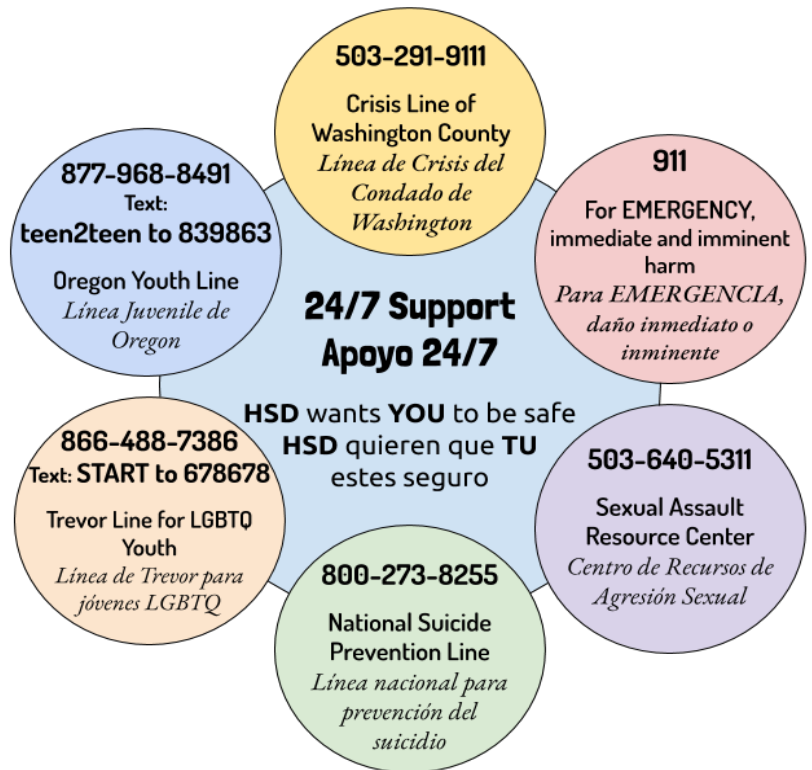 503-291-9111
Crisis Line of
Washington County
Línea de Crisis del
Condado de
Washington
911
For EMERGENCY,
immediate and imminent
harm
Para EMERGENCIA,
daño inmediato o
inminente
503-640-5311
Sexual Assault
Resource Center
Centro de Recursos de
Agresión Sexual
800-273-8255
National Suicide
Prevention Line
Línea nacional para
prevención del
suicidio
866-488-7386
Text: START to 678678
Trevor Line for LGBTQ
Youth
Línea de Trevor para
jóvenes LGBTQ
877-968-8491
Text:
teen2teen to 839863
Oregon Youth Line
Línea Juvenile de
Oregon
24/7 Support
Apoyo 24/7
HSD wants YOU to be safe
HSD quieren que TU
estes seguro